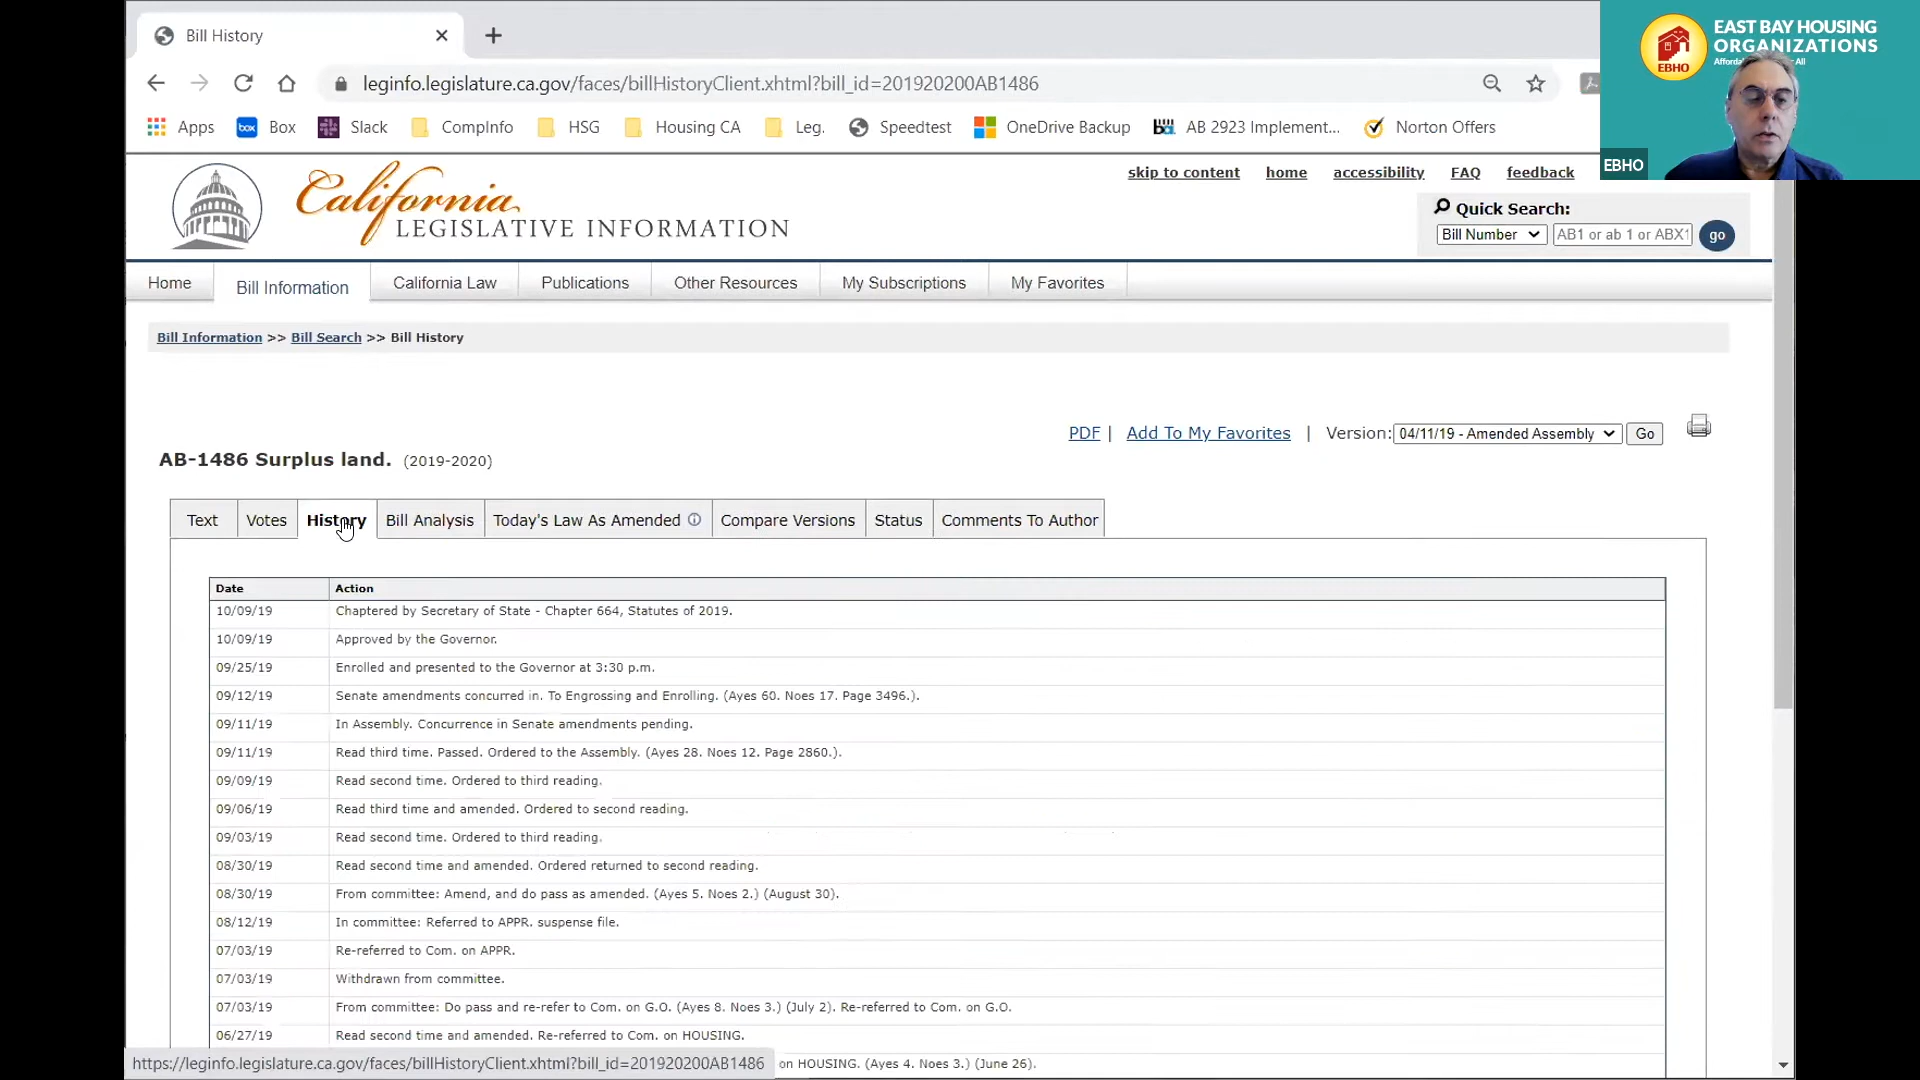 Bill History
EAST BAY HOUSING
ORGANIZATIONS
EBHO
leginfo.legislature.ca.gov/faces/billHistoryClient.xhtml?bill_id=201920200AB1486
Apps Box Slack CompInfo HSG Housing CA Leg. Speedtest OneDrive Backup AB 2923 Implement... Norton Offers
box
EBHO
skip to content home accessibility FAQ feedback
California
LEGISLATIVE INFORMATION
Quick Search:
Bill Number AB1 or ab 1 or ABX1 go
Home Bill Information California Law Publications Other Resources My Subscriptions My Favorites
Bill Information >> Bill Search >> Bill History
PDF | Add To My Favorites | Version: 04/11/19 - Amended Assembly Go
AB-1486 Surplus land. (2019-2020)
Text Votes History Bill Analysis Today's Law As Amended Compare Versions Status Comments To Author
Date Action
10/09/19 Chaptered by Secretary of State - Chapter 664, Statutes of 2019.
10/09/19 Approved by the Governor.
09/25/19 Enrolled and presented to the Governor at 3:30 p.m.
09/12/19 Senate amendments concurred in. To Engrossing and Enrolling. (Ayes 60. Noes 17. Page 3496.).
09/11/19 In Assembly. Concurrence in Senate amendments pending.
09/11/19 Read third time. Passed. Ordered to the Assembly. (Ayes 28. Noes 12. Page 2860.).
09/09/19 Read second time. Ordered to third reading.
09/06/19 Read third time and amended. Ordered to second reading.
09/03/19 Read second time. Ordered to third reading.
08/30/19 Read second time and amended. Ordered returned to second reading.
08/30/19 From committee: Amend, and do pass as amended. (Ayes 5. Noes 2.) (August 30).
08/12/19 In committee: Referred to APPR. suspense file.
07/03/19 Re-referred to Com. on APPR.
07/03/19 Withdrawn from committee.
07/03/19 From committee: Do pass and re-refer to Com. on G.O. (Ayes 8. Noes 3.) (July 2). Re-referred to Com. on G.O.
06/27/19 Read second time and amended. Re-referred to Com. on HOUSING.
https://leginfo.legislature.ca.gov/faces/billHistoryClient.xhtml?bill_id=201920200AB1486 on HOUSING. (Ayes 4. Noes 3.) (June 26).